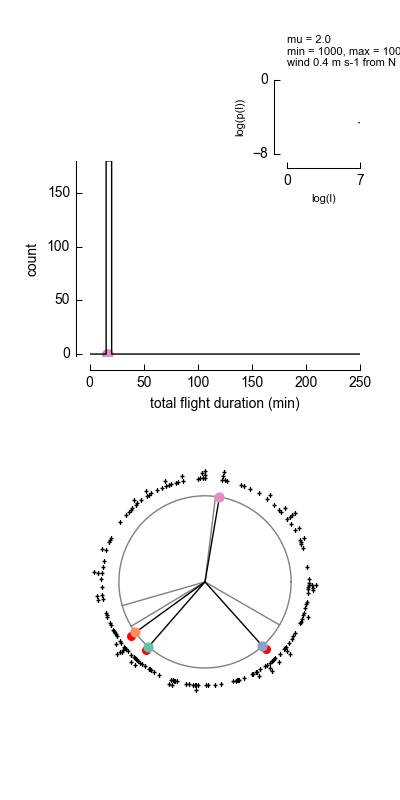 mu = 2.0
min = 1000, max = 100
wind 0.4 m s-1 from N
0
log(p(l))
−8
0 7
log(l)
150
100
count
50
0
0 50 100 150 200 250
total flight duration (min)